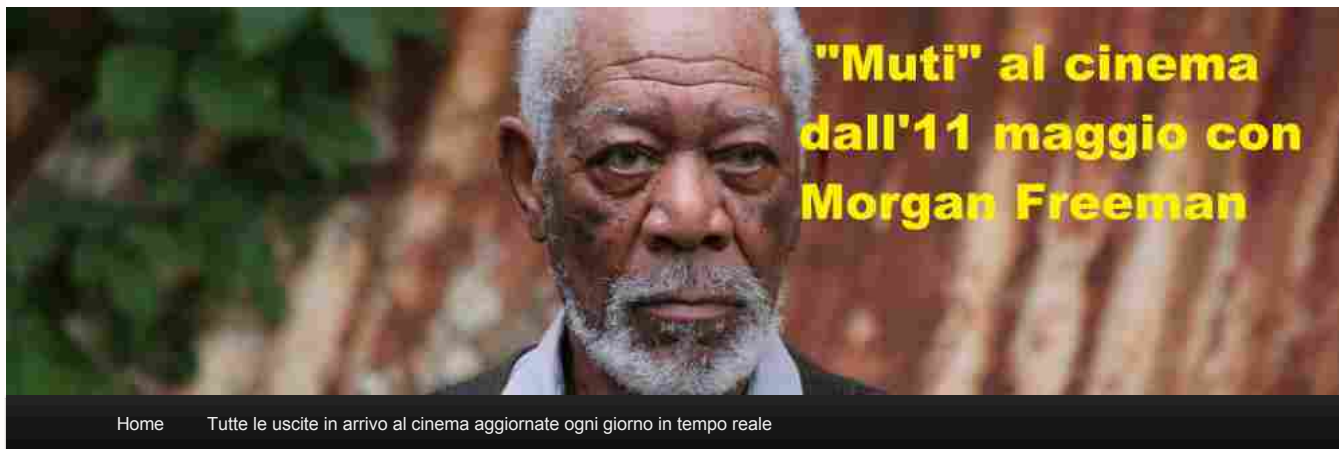 "Muti" al cinema
dall'11 maggio con
Morgan Freeman
Home Tutte le uscite in arrivo al cinema aggiornate ogni giorno in tempo reale